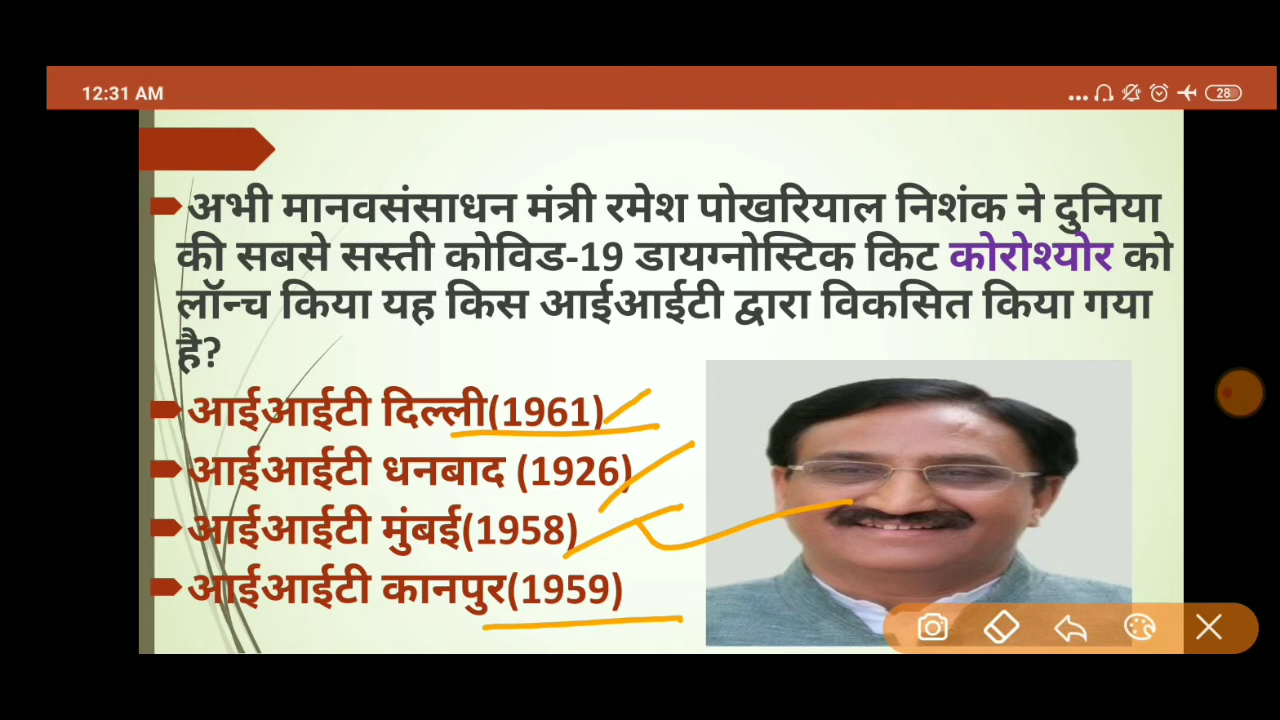 12:31 AM
28
अभी मानवसंसाधन मंत्री रमेश पोखरियाल निशंक ने दुनिया
की सबसे सस्ती कोविड-19 डायग्नोस्टिक किट कोरोश्योर को
लॉन्च किया यह किस आईआईटी द्वारा विकसित किया गया
है?
आईआईटी दिल्ली(1961)
आईआईटी धनबाद (1926)
आईआईटी मुंबई(1958)
आईआईटी कानपुर(1959)